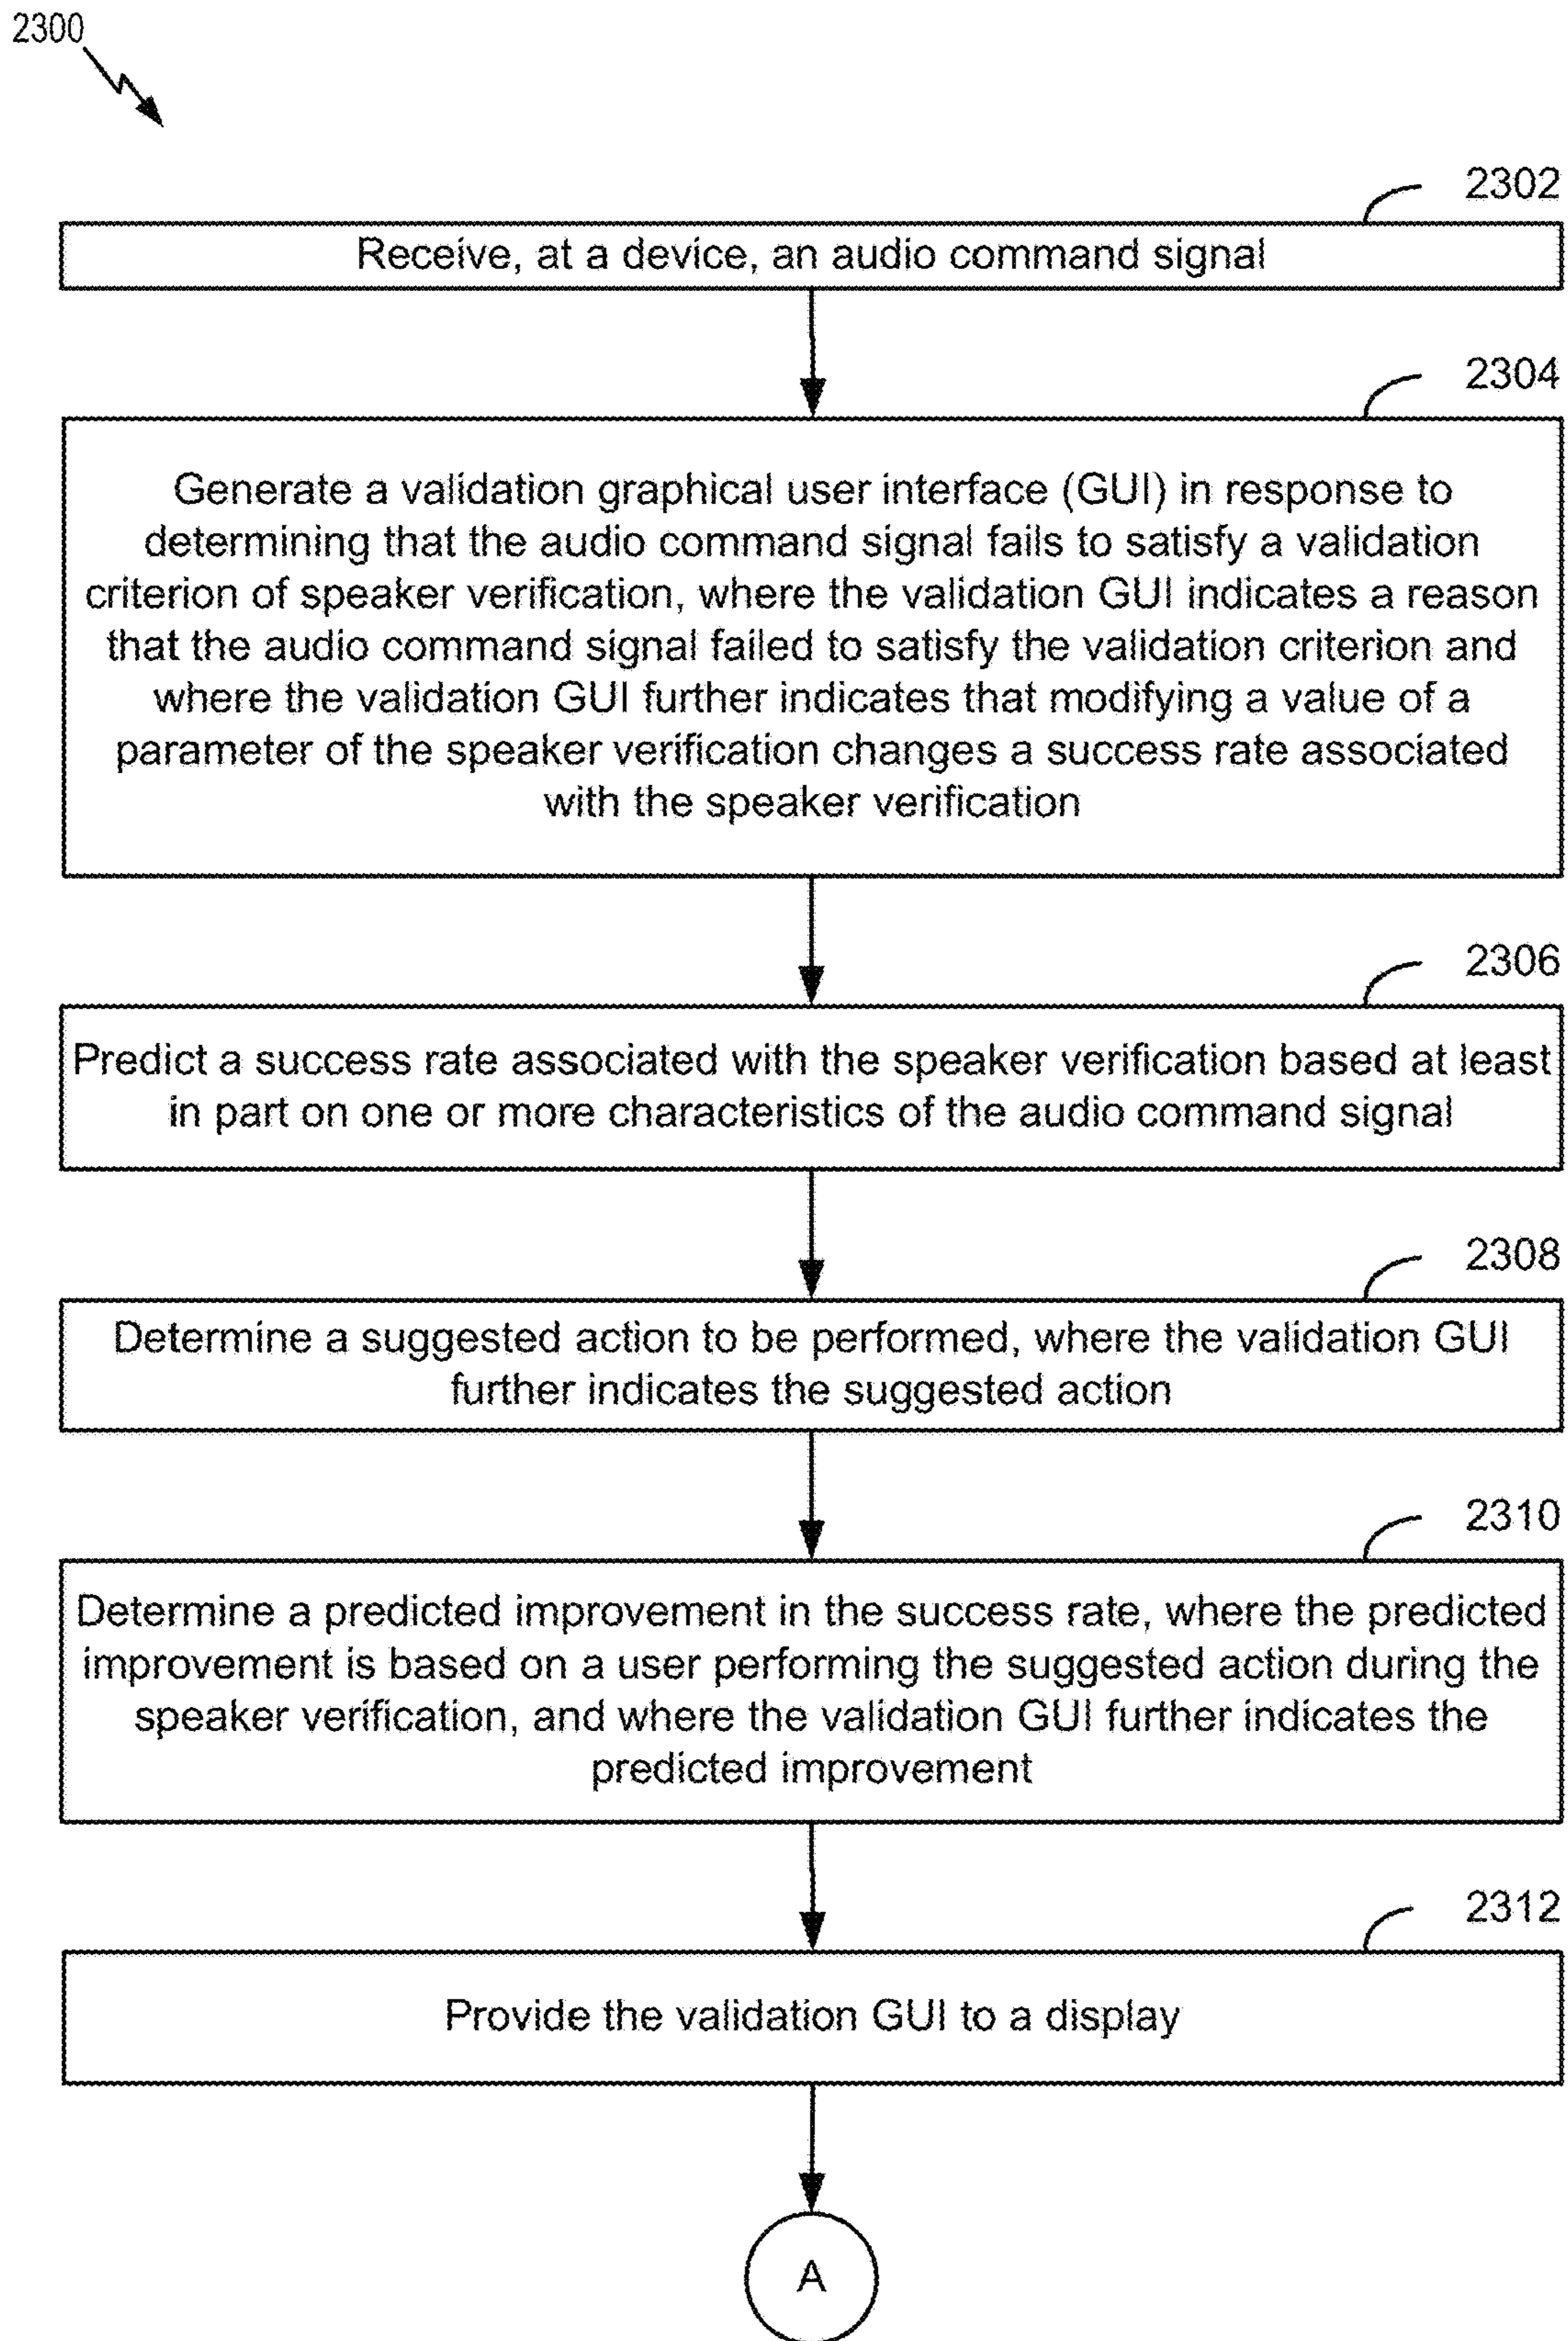 2300
2302
Receive, at a device, an audio command signal
2304
Generate a validation graphical user interface (GUI) in response to
determining that the audio command signal fails to satisfy a validation
criterion of speaker verification, where the validation GUI indicates a reason
that the audio command signal failed to satisfy the validation criterion and
where the validation GUI further indicates that modifying a value of a
parameter of the speaker verification changes a success rate associated
with the speaker verification
2306
Predict a success rate associated with the speaker verification based at least
in part on one or more characteristics of the audio command signal
2308
Determine a suggested action to be performed, where the validation GUI
further indicates the suggested action
2310
Determine a predicted improvement in the success rate, where the predicted
improvement is based on a user performing the suggested action during the
speaker verification, and where the validation GUI further indicates the
predicted improvement
2312
Provide the validation GUI to a display
A